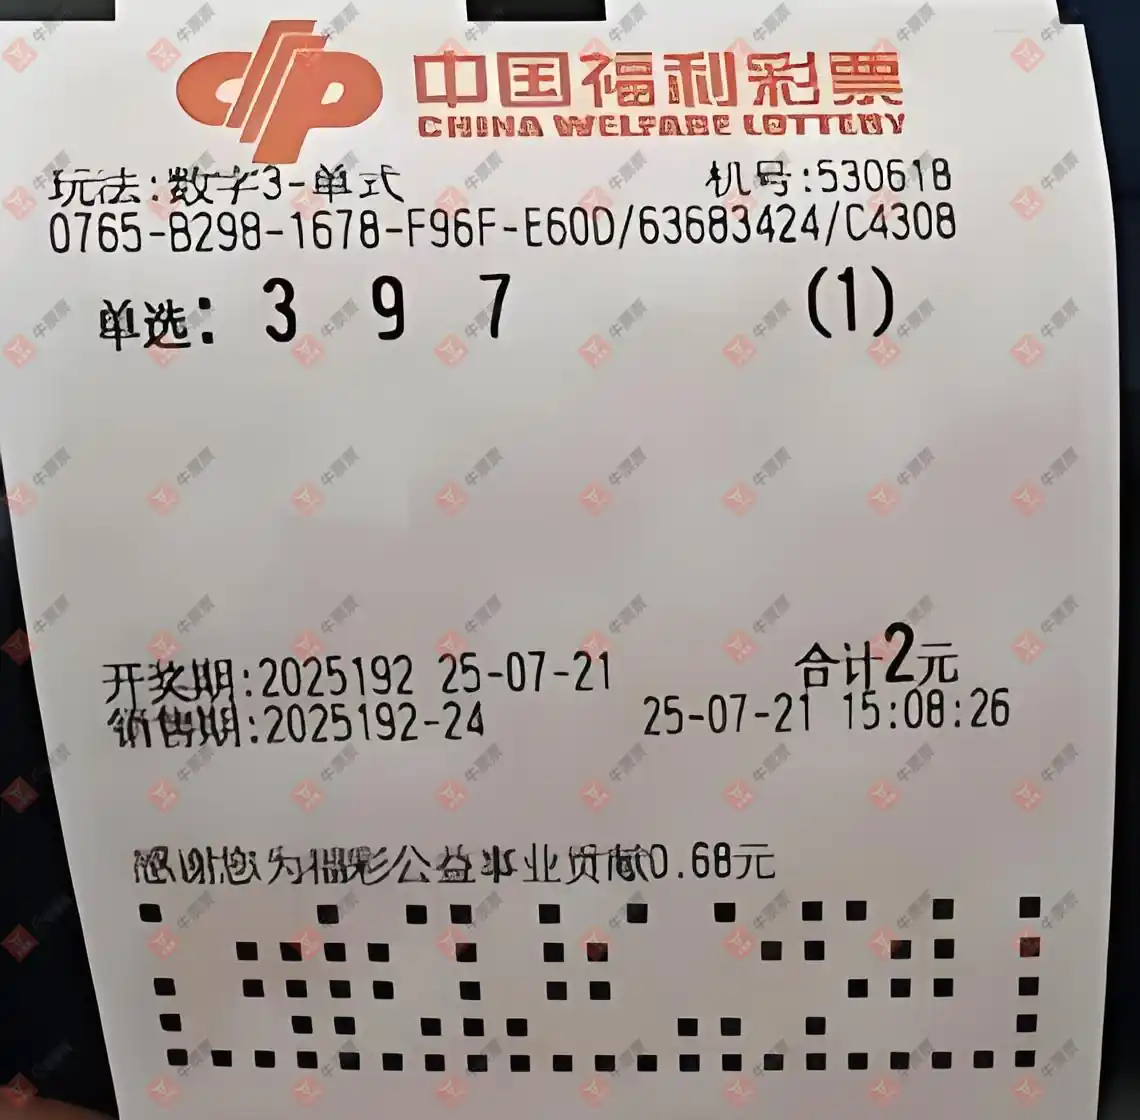 中国福利彩票
CHINA WELFARE LOTTERY
玩法:数字3-单式 机号:530618
0765-B298-1678-F96F-E60D/63683424/C4308
单选: 3 9 7 (1)
开奖期:2025192 25-07-21 合计2元
销售期:2025192-24 25-07-21 15:08:26
感谢您为福彩公益事业贡献0.68元
牛票票